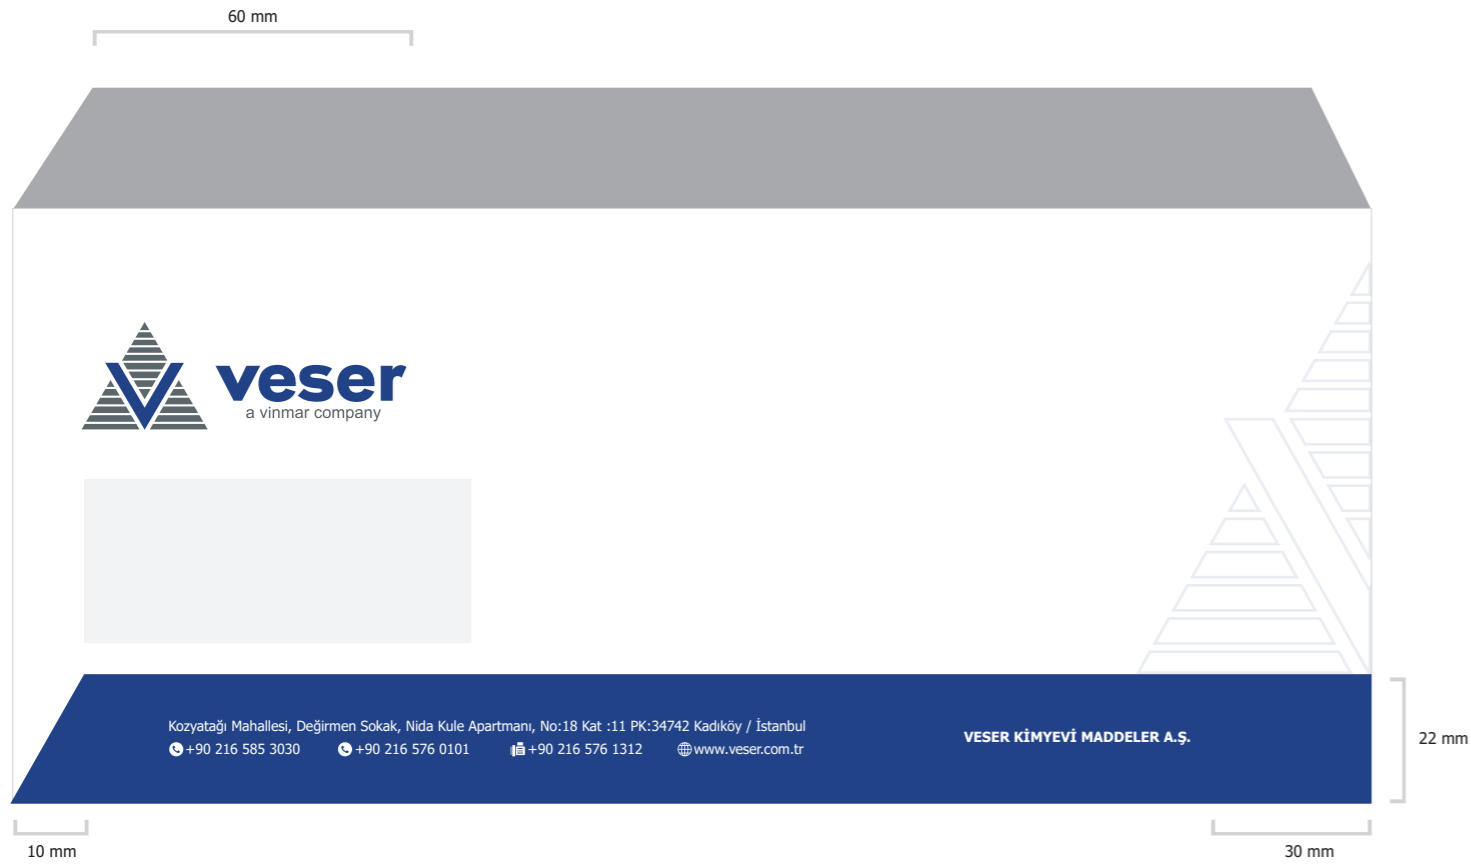 60 mm
veser
a vinmar company
Kozyatağı Mahallesi, Değirmen Sokak, Nida Kule Apartmanı, No:18 Kat :11 PK:34742 Kadıköy / İstanbul
+90 216 585 3030 +90 216 576 0101 +90 216 576 1312 www.veser.com.tr
VESER KİMYEVİ MADDELER A.Ş.
22 mm
10 mm
30 mm